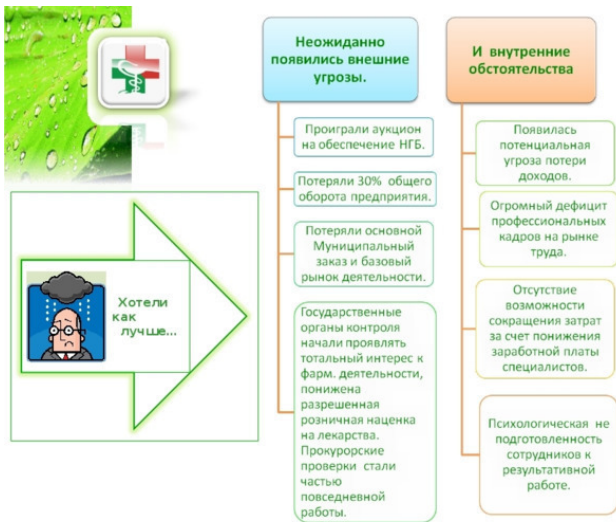 Хотели
как
лучше...
Неожиданно
появились внешние
угрозы.
Проиграли аукцион
на обеспечение НГБ.
Потеряли 30% общего
оборота предприятия.
Потеряли основной
Муниципальный
заказ и базовый
рынок деятельности.
Государственные
органы контроля
начали проявлять
тотальный интерес к
фарм. деятельности,
понижена
разрешенная
розничная наценка
на лекарства.
Прокурорские
проверки стали
частью
повседневной
работы.
И внутренние
обстоятельства
Появилась
потенциальная
угроза потери
доходов.
Огромный дефицит
профессиональных
кадров на рынке
труда.
Отсутствие
возможности
сокращения затрат
за счет понижения
заработной платы
специалистов.
Психологическая не
подготовленность
сотрудников к
результативной
работе.